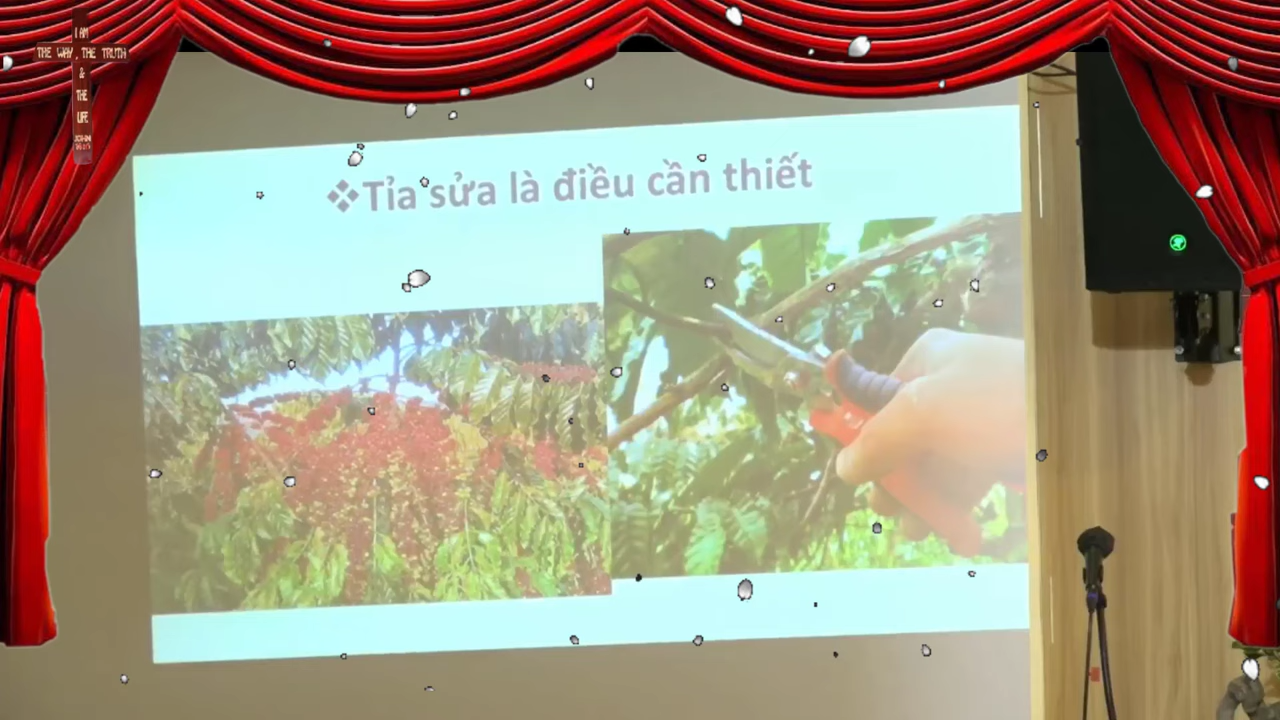 I AM
THE WAY, THE TRUTH
&
THE
LIFE
❖Tỉa sửa là điều cần thiết